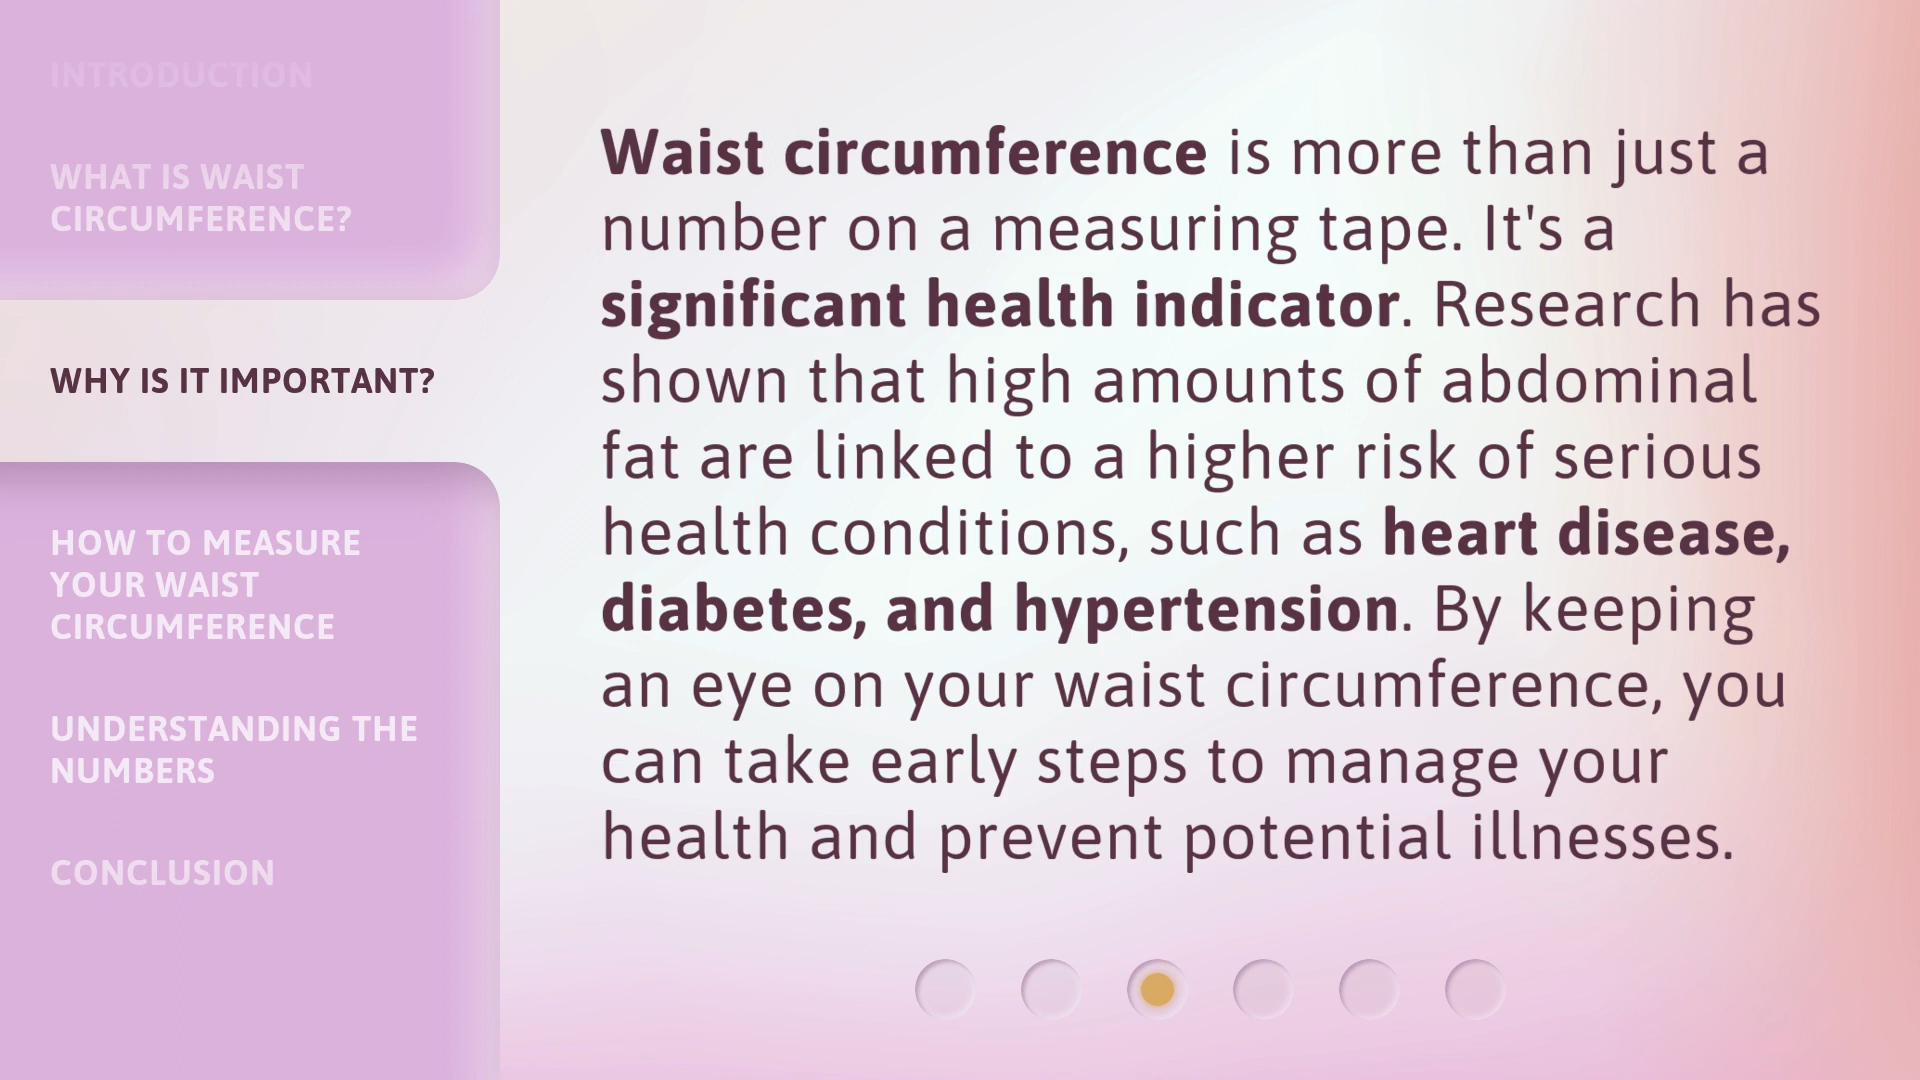 INTRODUCTION
WHAT IS WAIST
CIRCUMFERENCE?
WHY IS IT IMPORTANT?
HOW TO MEASURE
YOUR WAIST
CIRCUMFERENCE
UNDERSTANDING THE
NUMBERS
CONCLUSION
Waist circumference is more than just a
number on a measuring tape. It's a
significant health indicator. Research has
shown that high amounts of abdominal
fat are linked to a higher risk of serious
health conditions, such as heart disease,
diabetes, and hypertension. By keeping
an eye on your waist circumference, you
can take early steps to manage your
health and prevent potential illnesses.